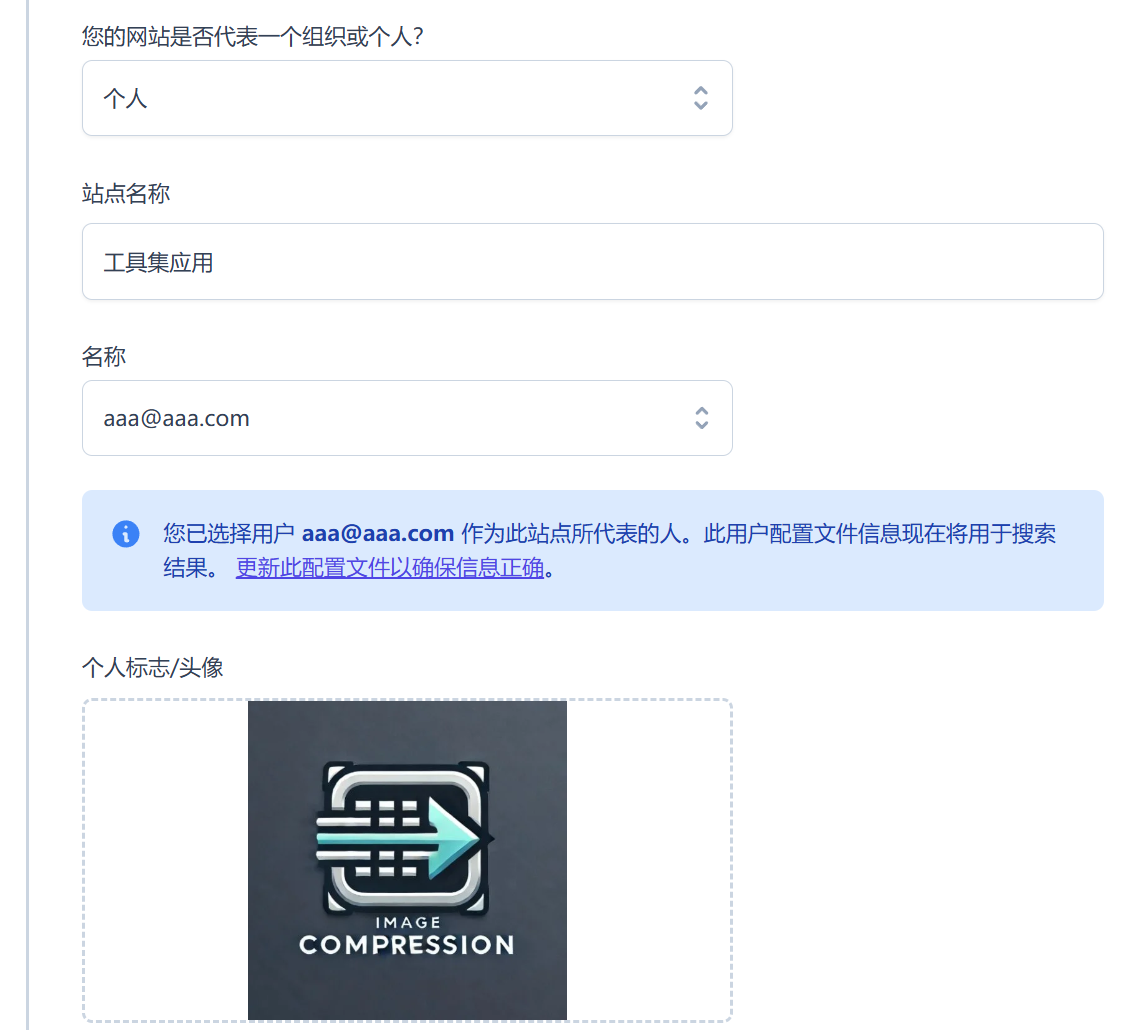 您的网站是否代表一个组织或个人?
个人
站点名称
工具集应用
名称
aaa@aaa.com
您已选择用户 aaa@aaa.com 作为此站点所代表的人。此用户配置文件信息现在将用于搜索
结果。 更新此配置文件以确保信息正确。
个人标志/头像
IMAGE
COMPRESSION